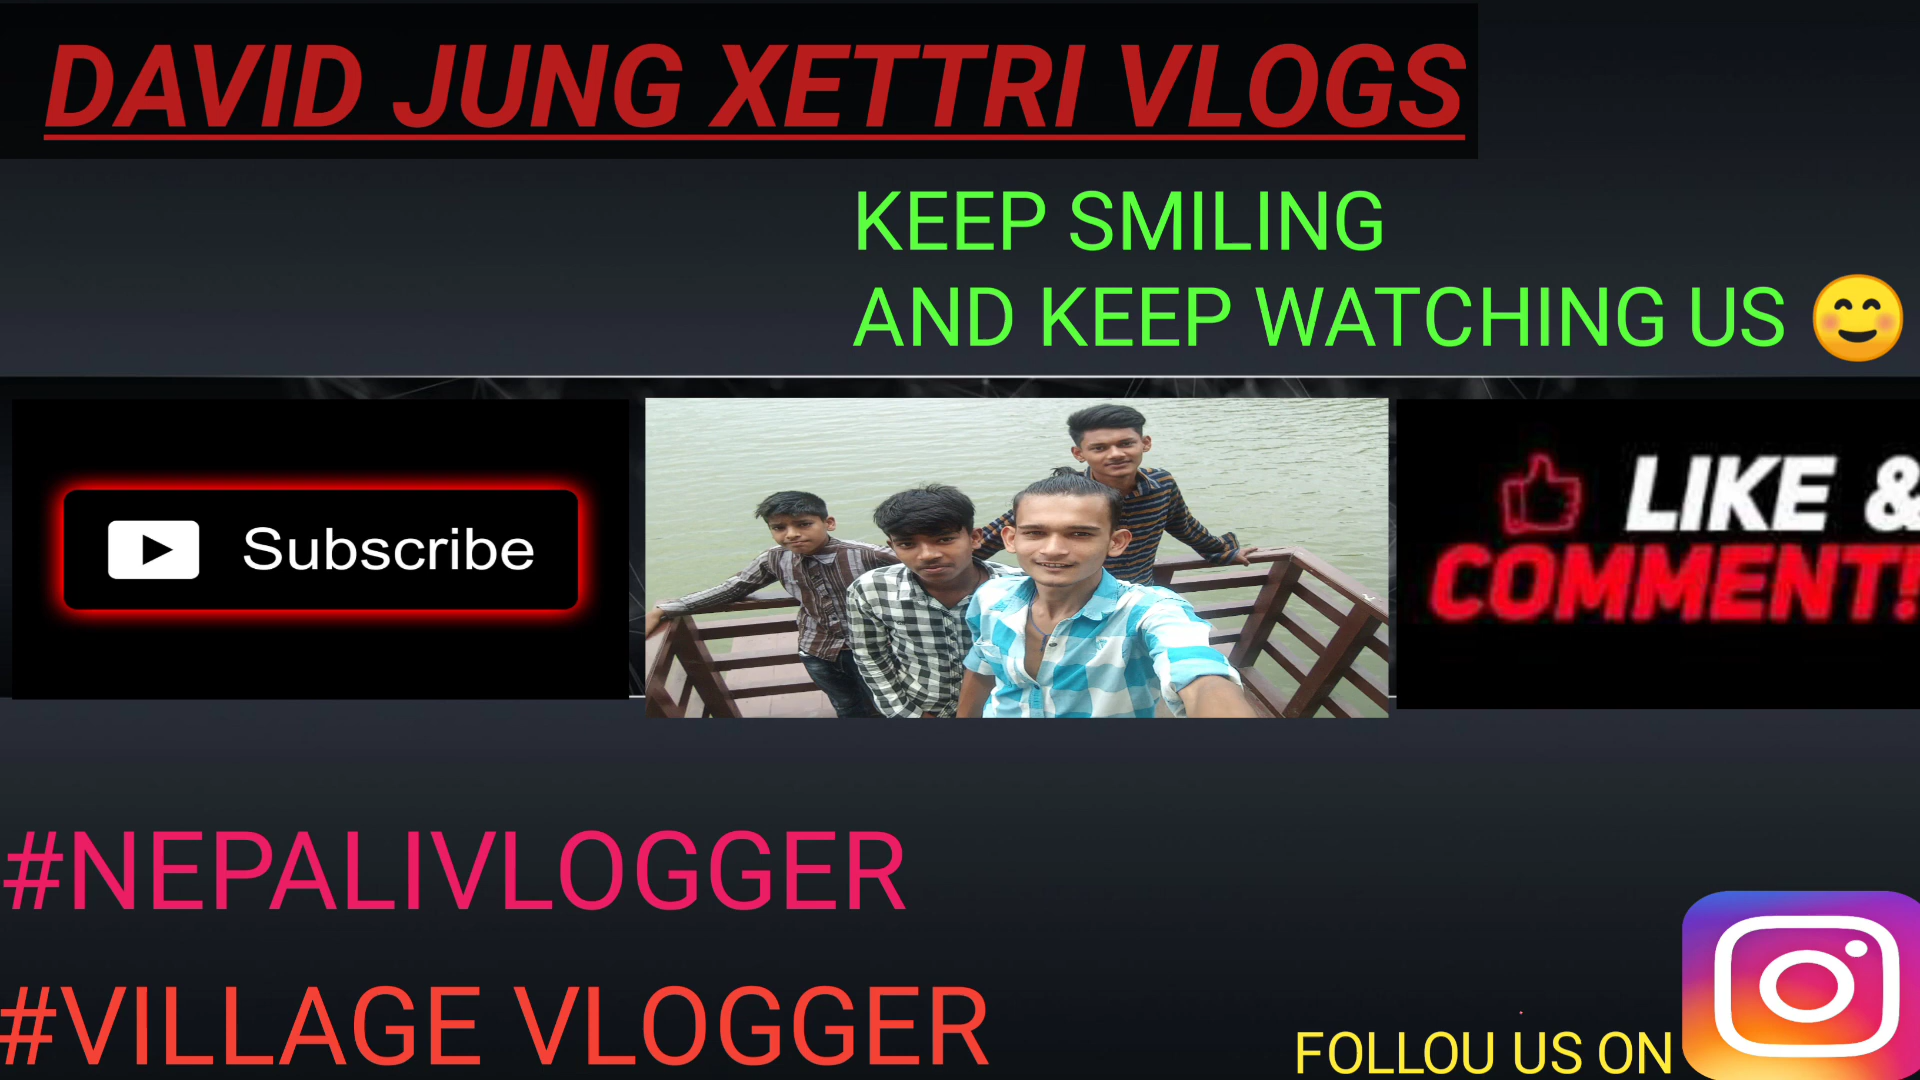 DAVID JUNG XETTRI VLOGS
KEEP SMILING
AND KEEP WATCHING US 😊
Subscribe
LIKE &
COMMENT!
#NEPALIVLOGGER
#VILLAGE VLOGGER
FOLLOU US ON